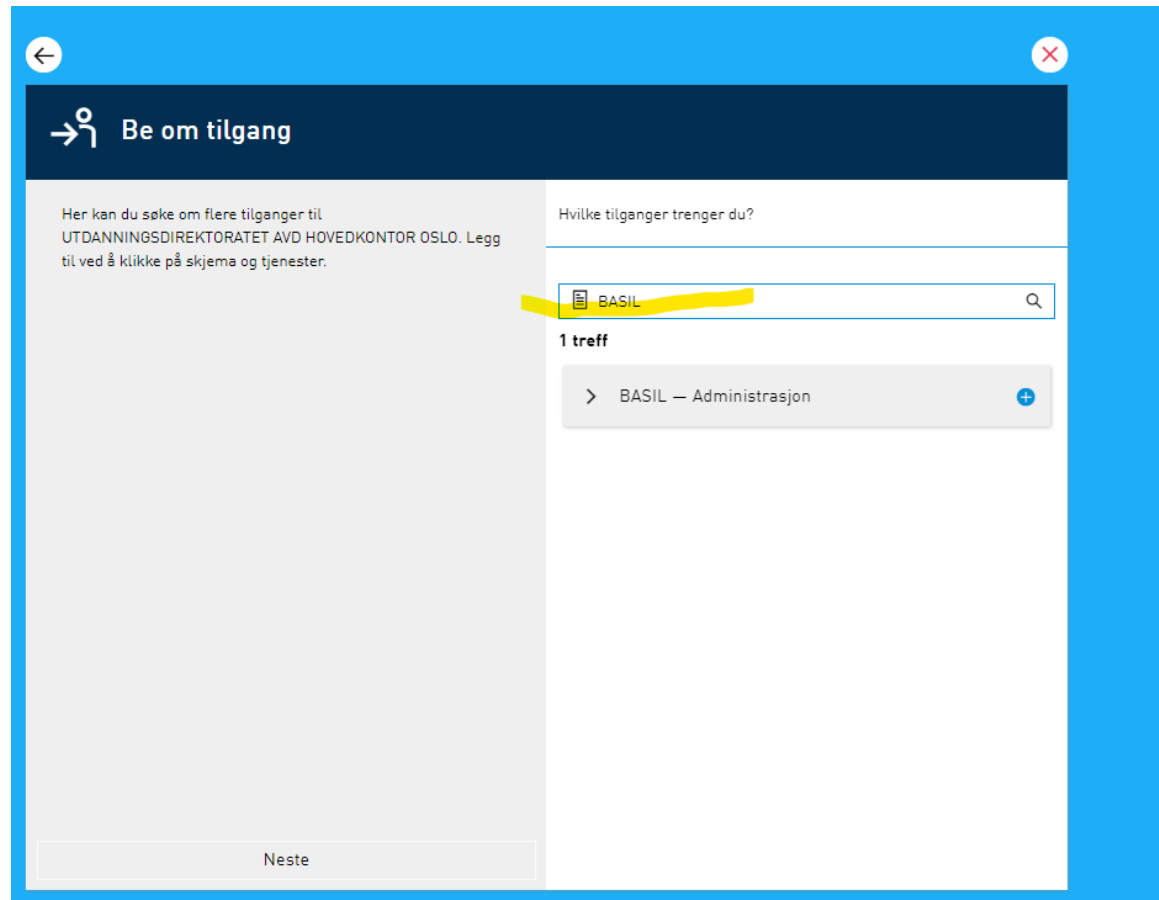 Be om tilgang
Her kan du søke om flere tilganger til
UTDANNINGSDIREKTORATET AVD HOVEDKONTOR OSLO. Legg
til ved å klikke på skjema og tjenester.
Hvilke tilganger trenger du?
BASIL
1 treff
BASIL — Administrasjon
Neste